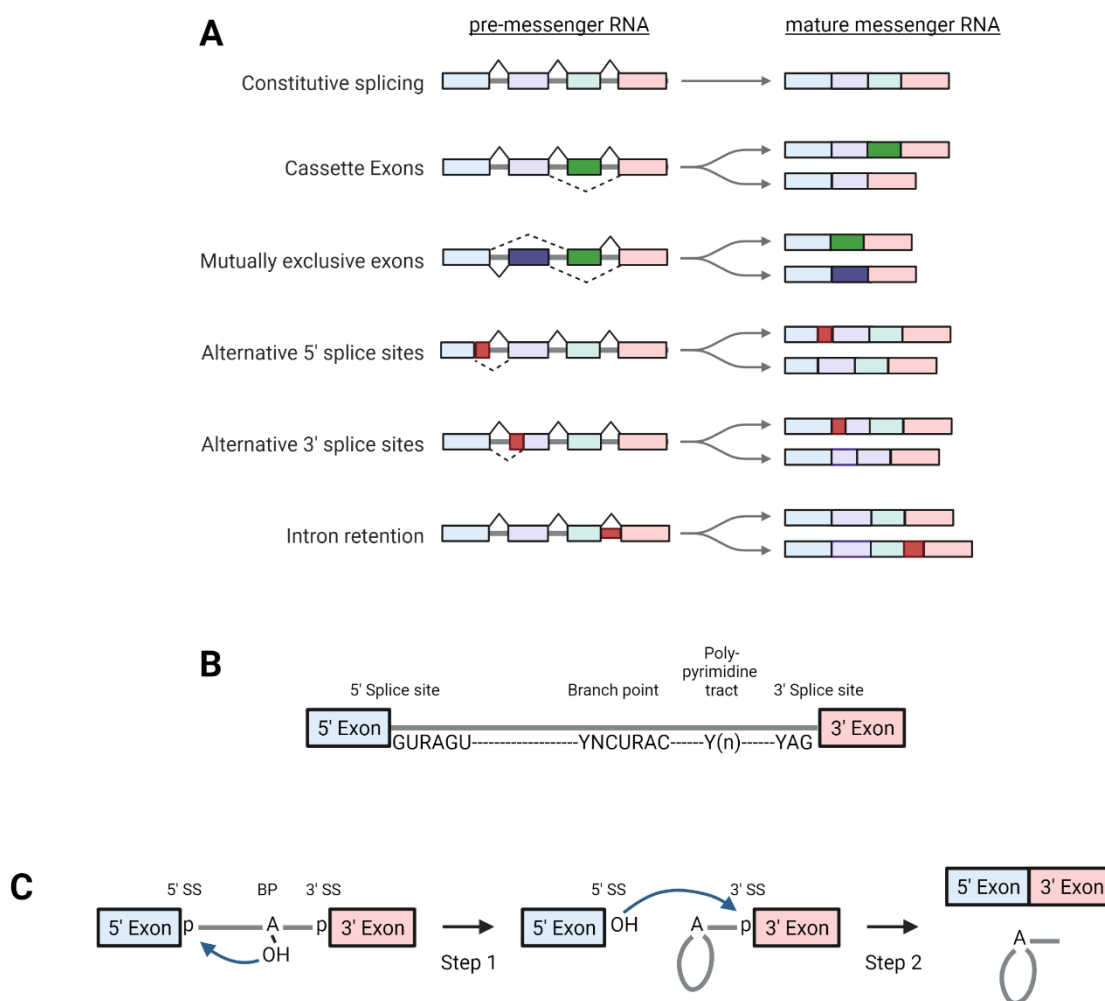 A
pre-messenger RNA
mature messenger RNA
Constitutive splicing
Cassette Exons
Mutually exclusive exons
Alternative 5' splice sites
Alternative 3' splice sites
Intron retention
B
5' Splice site
Branch point
Poly-
pyrimidine
tract
3' Splice site
5' Exon
GURAGU-----------------YNCURAC------Y(n)------YAG
3' Exon
C
5' SS
BP
3' SS
5' Exon
p
A
p
3' Exon
OH
Step 1
5' SS
3' SS
5' Exon
OH
A
p
3' Exon
Step 2
5' Exon
3' Exon
A